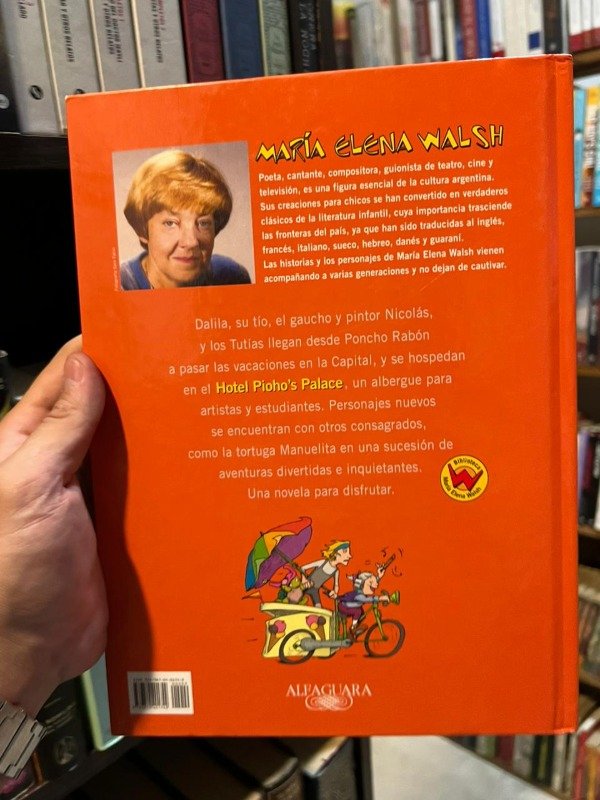 MARÍA ELENA WALSH
Poeta, cantante, compositora, guionista de teatro, cine y
televisión, es una figura esencial de la cultura argentina.
Sus creaciones para chicos se han convertido en verdaderos
clásicos de la literatura infantil, cuya importancia trasciende
las fronteras del país, ya que han sido traducidas al inglés,
francés, italiano, sueco, hebreo, danés y guaraní.
Las historias y los personajes de María Elena Walsh vienen
acompañando a varias generaciones y no dejan de cautivar.
Dalila, su tío, el gaucho y pintor Nicolás,
y los Tutías llegan desde Poncho Rabón
a pasar las vacaciones en la Capital, y se hospedan
en el Hotel Pioho's Palace, un albergue para
artistas y estudiantes. Personajes nuevos
se encuentran con otros consagrados,
como la tortuga Manuelita en una sucesión de
aventuras divertidas e inquietantes.
Una novela para disfrutar.
Biblioteca
María Elena Walsh
ALFAGUARA